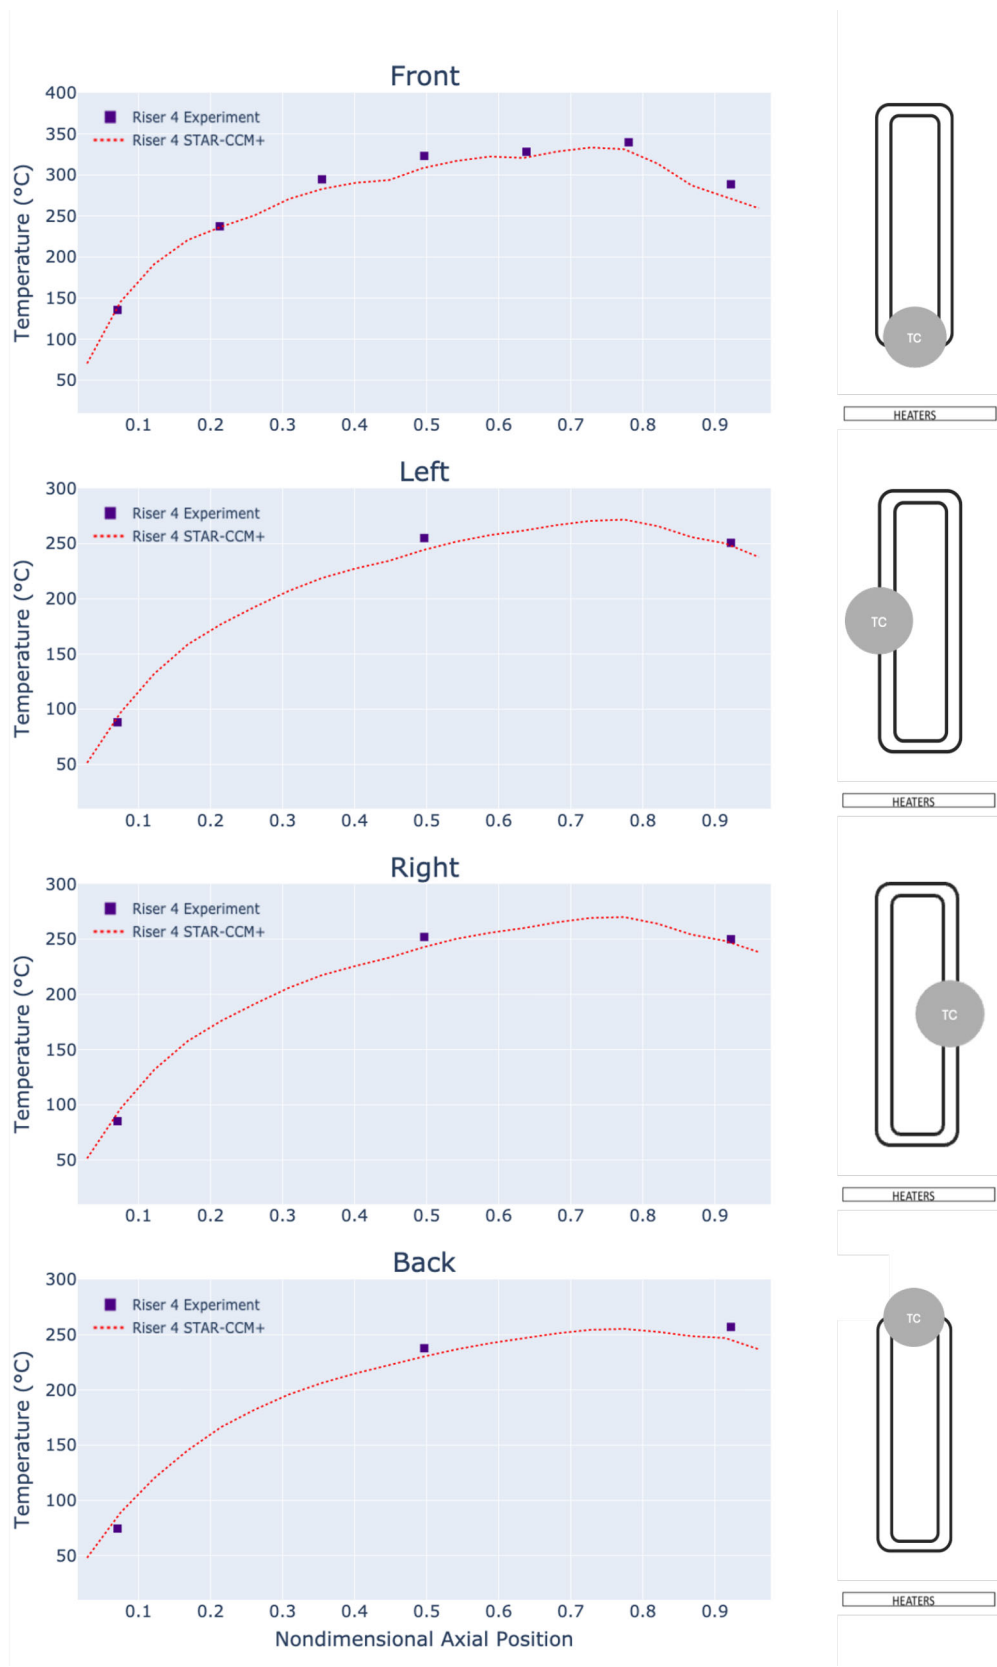 Front
400
350
300
250
200
150
100
50
Temperature (°C)
Riser 4 Experiment
Riser 4 STAR-CCM+
0.1 0.2 0.3 0.4 0.5 0.6 0.7 0.8 0.9
TC
HEATERS
Left
300
250
200
150
100
50
Temperature (°C)
Riser 4 Experiment
Riser 4 STAR-CCM+
0.1 0.2 0.3 0.4 0.5 0.6 0.7 0.8 0.9
TC
HEATERS
Right
300
250
200
150
100
50
Temperature (°C)
Riser 4 Experiment
Riser 4 STAR-CCM+
0.1 0.2 0.3 0.4 0.5 0.6 0.7 0.8 0.9
TC
HEATERS
Back
300
250
200
150
100
50
Temperature (°C)
Riser 4 Experiment
Riser 4 STAR-CCM+
0.1 0.2 0.3 0.4 0.5 0.6 0.7 0.8 0.9
Nondimensional Axial Position
TC
HEATERS